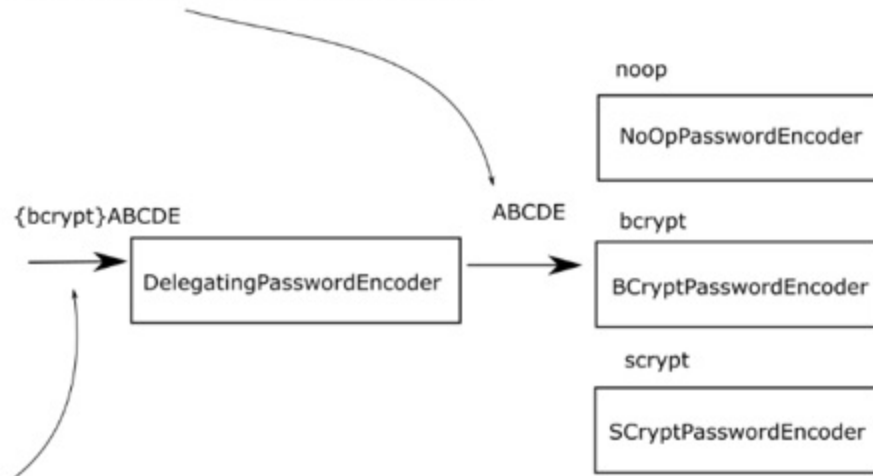 noop
NoOpPasswordEncoder
{bcrypt}ABCDE
ABCDE
bcrypt
DelegatingPasswordEncoder
BCryptPasswordEncoder
scrypt
SCryptPasswordEncoder